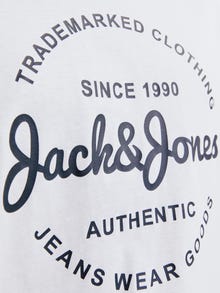 TRADEMARKED CLOTHING
SINCE 1990
Jack&Jones
AUTHENTIC
JEANS WEAR GOODS